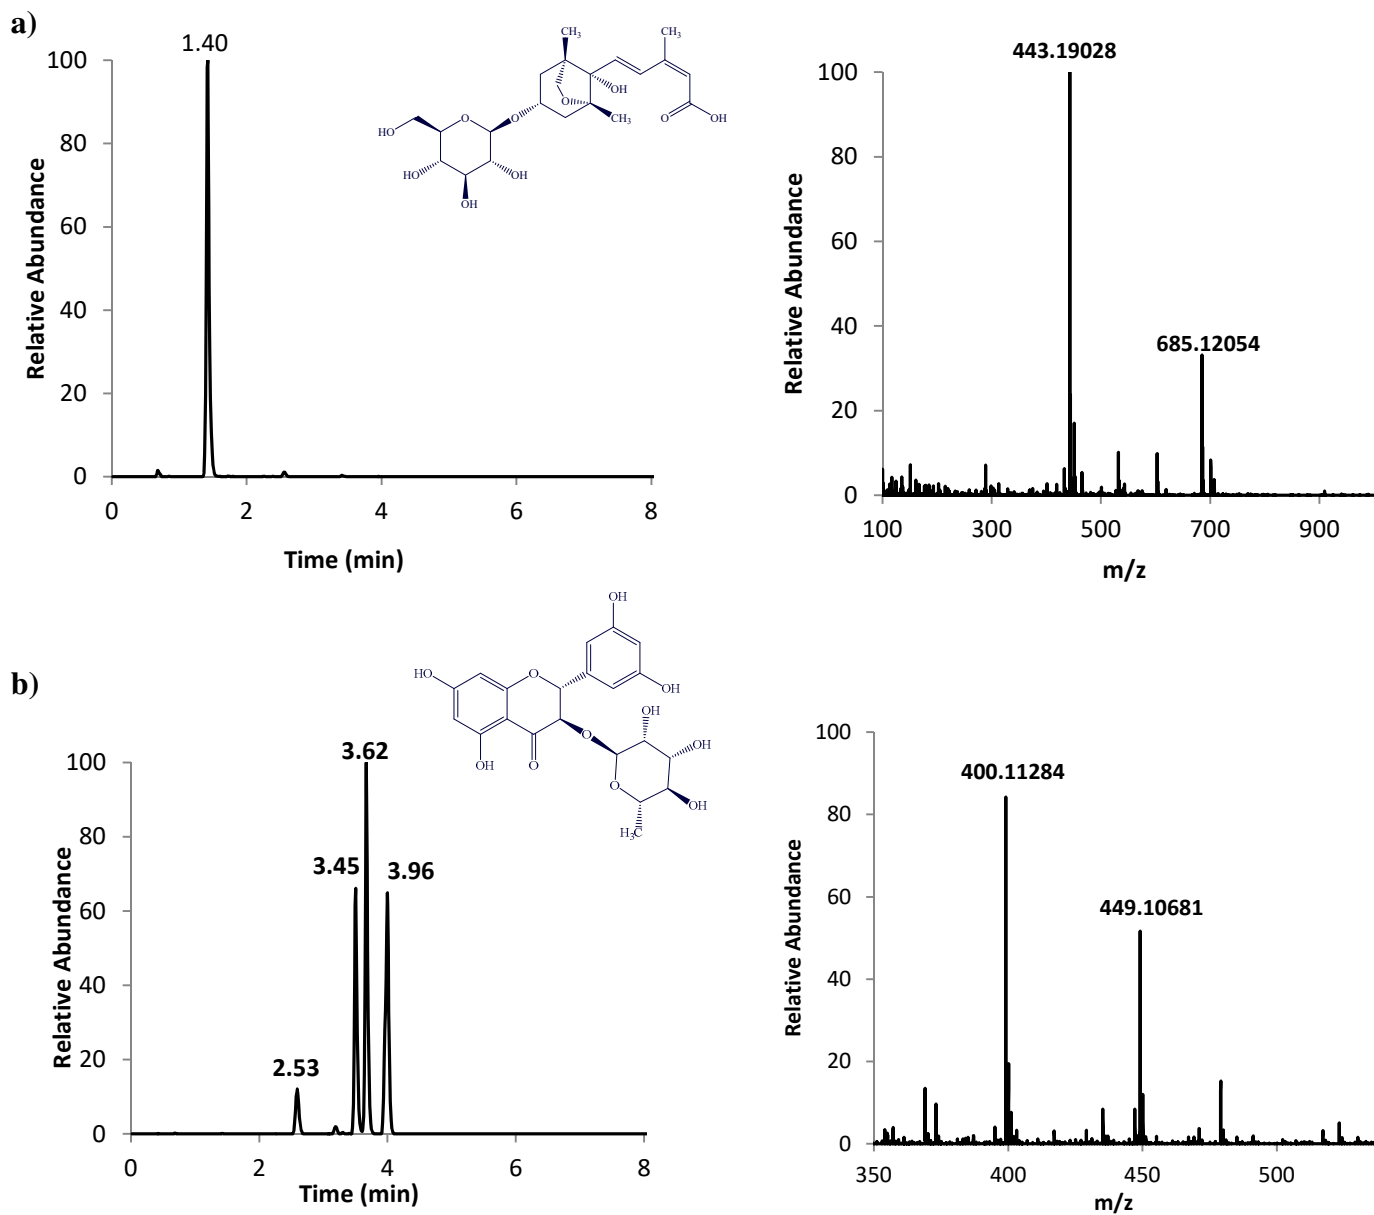 a)
1.40
100
80
60
40
20
0
0 2 4 6 8
Relative Abundance
Time (min)
CH₃
CH₃
OH
O
CH₃
O
OH
O
O
HO
HO
OH
OH
443.19028
685.12054
100
80
60
40
20
0
100 300 500 700 900
Relative Abundance
m/z
b)
OH
HO
O
OH
OH
O
O
OH
OH
O
OH
H₃C
2.53
3.45
3.62
3.96
100
80
60
40
20
0
0 2 4 6 8
Relative Abundance
Time (min)
400.11284
449.10681
100
80
60
40
20
0
350 400 450 500
Relative Abundance
m/z